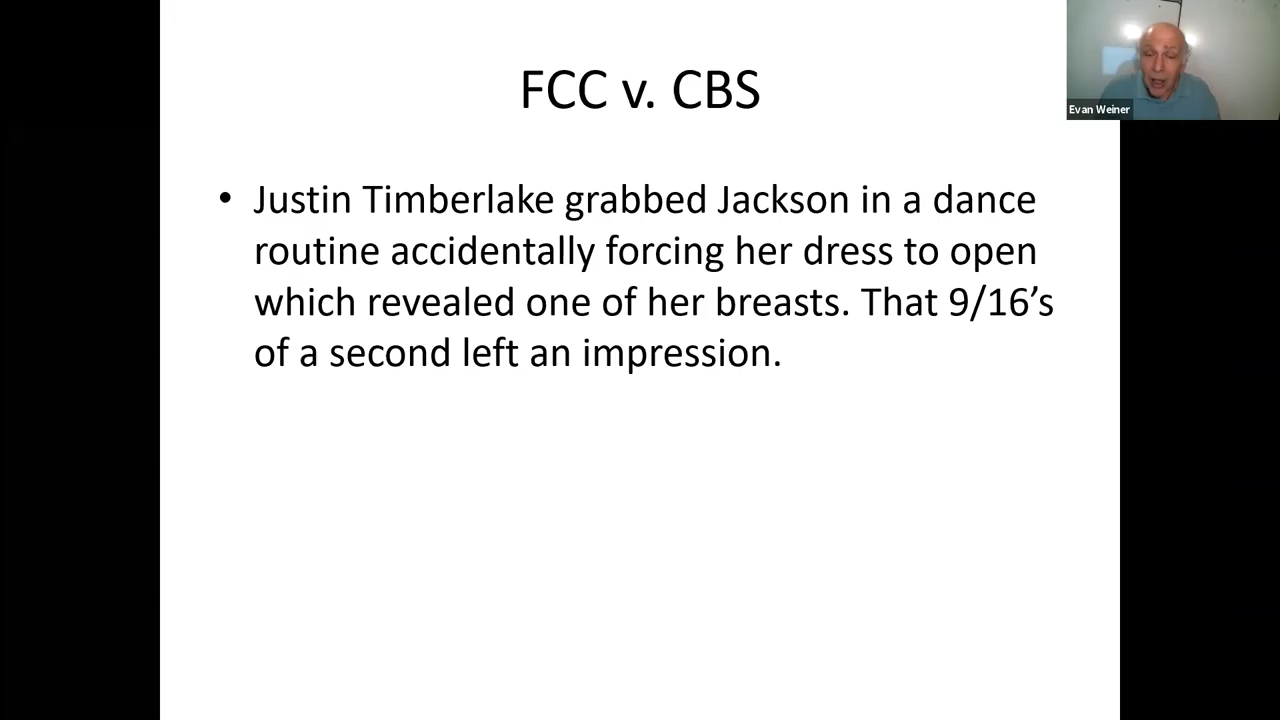 FCC v. CBS
Evan Weiner
• Justin Timberlake grabbed Jackson in a dance
routine accidentally forcing her dress to open
which revealed one of her breasts. That 9/16’s
of a second left an impression.